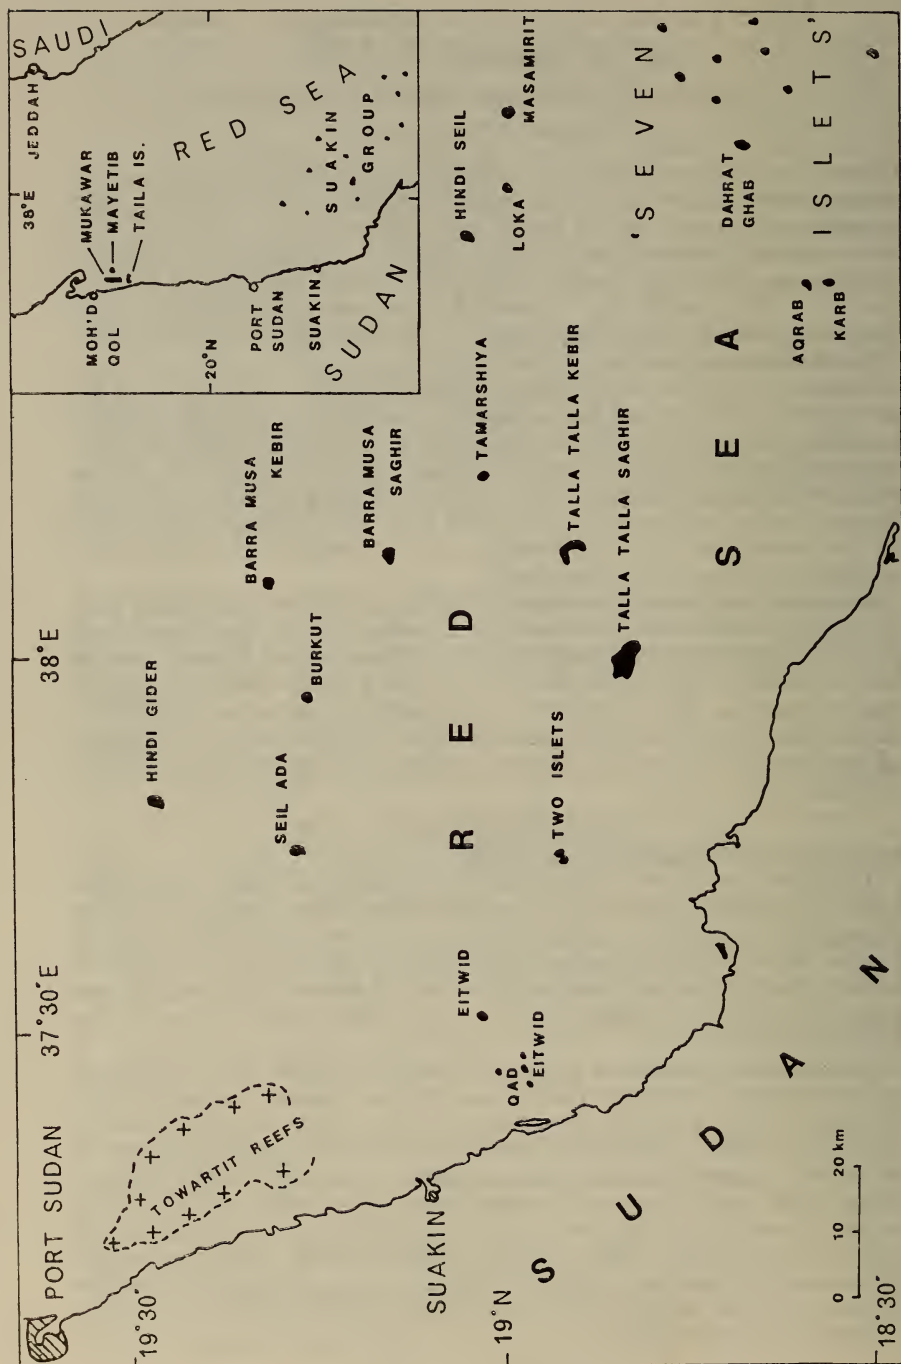 PORT SUDAN
37°30'E
38°E
19°30'
19°N
18°30'
TOWARTIT REEFS
SUAKIN
HINDI GIDER
SEIL ADA
BURKUT
BARRA MUSA
KEBIR
BARRA MUSA
SAGHIR
EITWID
QAD
EITWID
TWO ISLETS
TAMARSHIYA
TALLA TALLA KEBIR
TALLA TALLA SAGHIR
HINDI SEIL
LOKA
MASAMIRIT
'SEVEN
ISLETS'
DAHRAT
GHAB
AQRAB
KARB
RED SEA
SUDAN
0 10 20 km
SAUDI
JEDDAH
38°E
RED SEA
MUKAWAR
MAYETIB
TAILA IS.
MOH'D
QOL
20°N
PORT
SUDAN
SUAKIN
SUAKIN
GROUP
SUDAN